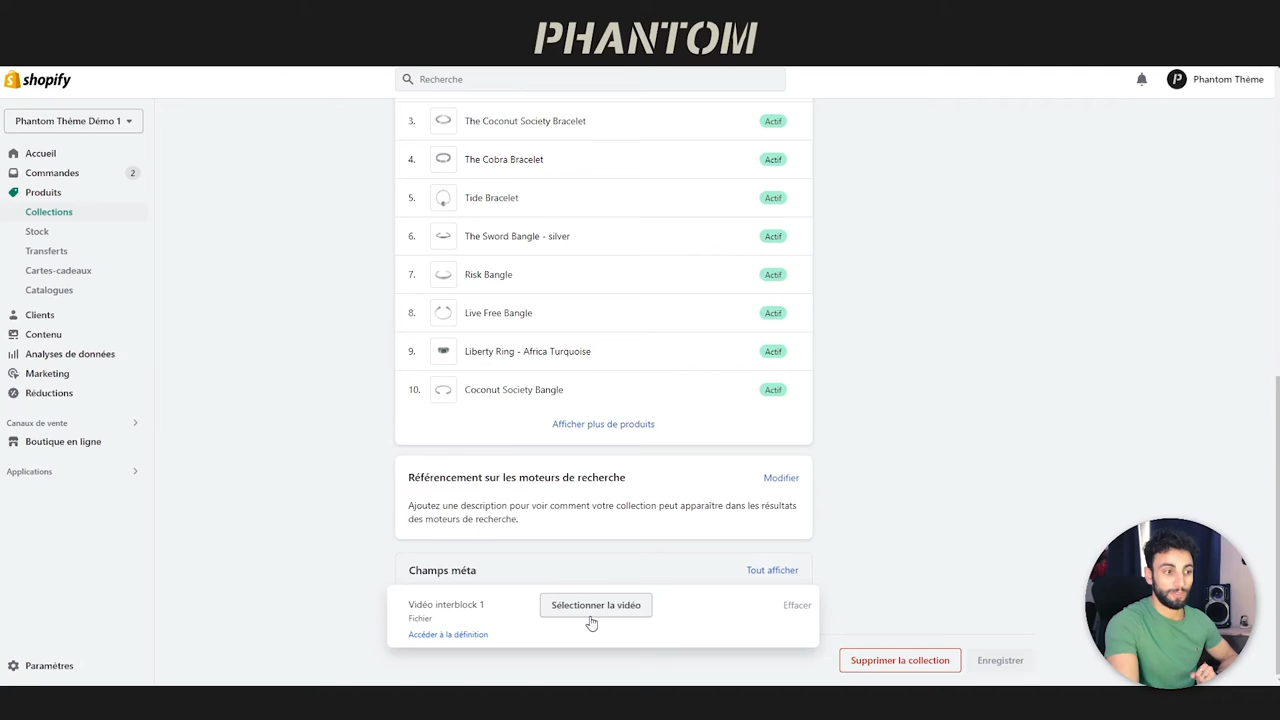 PHANTOM
shopify
Recherche
Phantom Thème
Phantom Thème Démo 1
Accueil
Commandes
2
Produits
Collections
Stock
Transferts
Cartes-cadeaux
Catalogues
Clients
Contenu
Analyses de données
Marketing
Réductions
Canaux de vente
Boutique en ligne
Applications
Paramètres
3. The Coconut Society Bracelet Actif
4. The Cobra Bracelet Actif
5. Tide Bracelet Actif
6. The Sword Bangle - silver Actif
7. Risk Bangle Actif
8. Live Free Bangle Actif
9. Liberty Ring - Africa Turquoise Actif
10. Coconut Society Bangle Actif
Afficher plus de produits
Référencement sur les moteurs de recherche Modifier
Ajoutez une description pour voir comment votre collection peut apparaître dans les résultats
des moteurs de recherche.
Champs méta Tout afficher
Vidéo interblock 1 Sélectionner la vidéo Effacer
Fichier
Accéder à la définition
Supprimer la collection Enregistrer